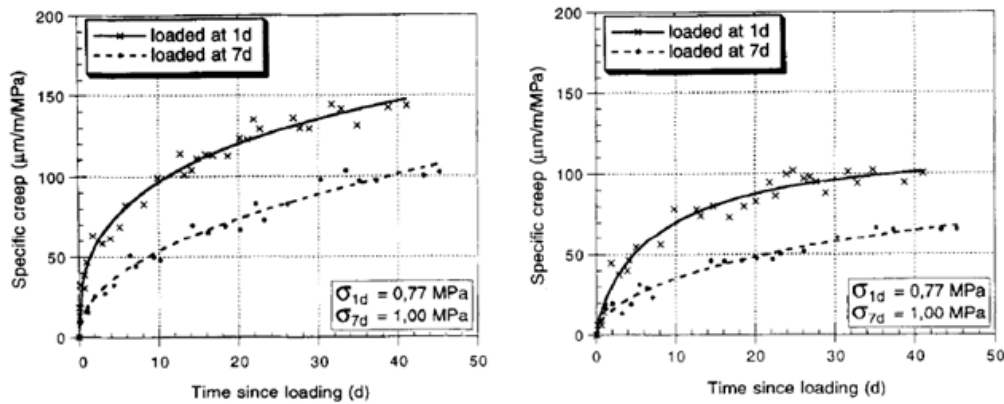 200
150
100
50
0
Specific creep (μm/m/MPa)
loaded at 1d
loaded at 7d
σ1d = 0,77 MPa
σ7d = 1,00 MPa
0 10 20 30 40 50
Time since loading (d)
200
150
100
50
0
Specific creep (μm/m/MPa)
loaded at 1d
loaded at 7d
σ1d = 0,77 MPa
σ7d = 1,00 MPa
0 10 20 30 40 50
Time since loading (d)